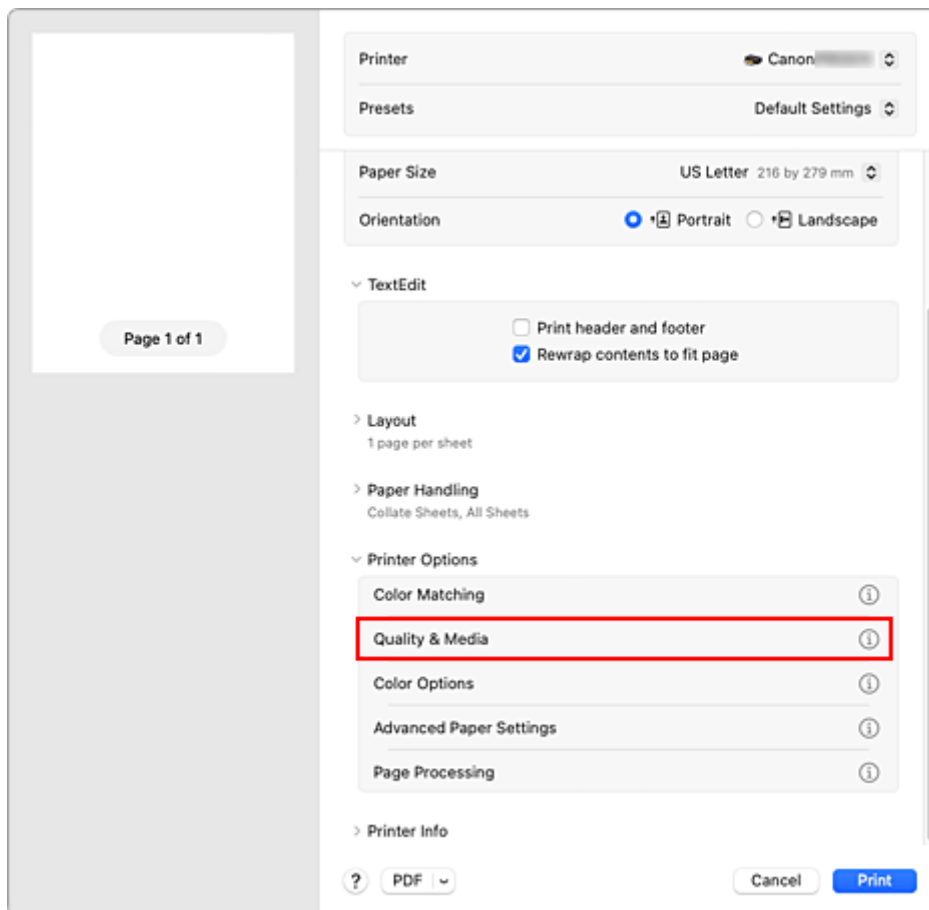 Page 1 of 1
Printer Canon
Presets Default Settings
Paper Size US Letter 216 by 279 mm
Orientation Portrait Landscape
TextEdit
Print header and footer
Rewrap contents to fit page
Layout
1 page per sheet
Paper Handling
Collate Sheets, All Sheets
Printer Options
Color Matching
Quality & Media
Color Options
Advanced Paper Settings
Page Processing
Printer Info
? PDF Cancel Print